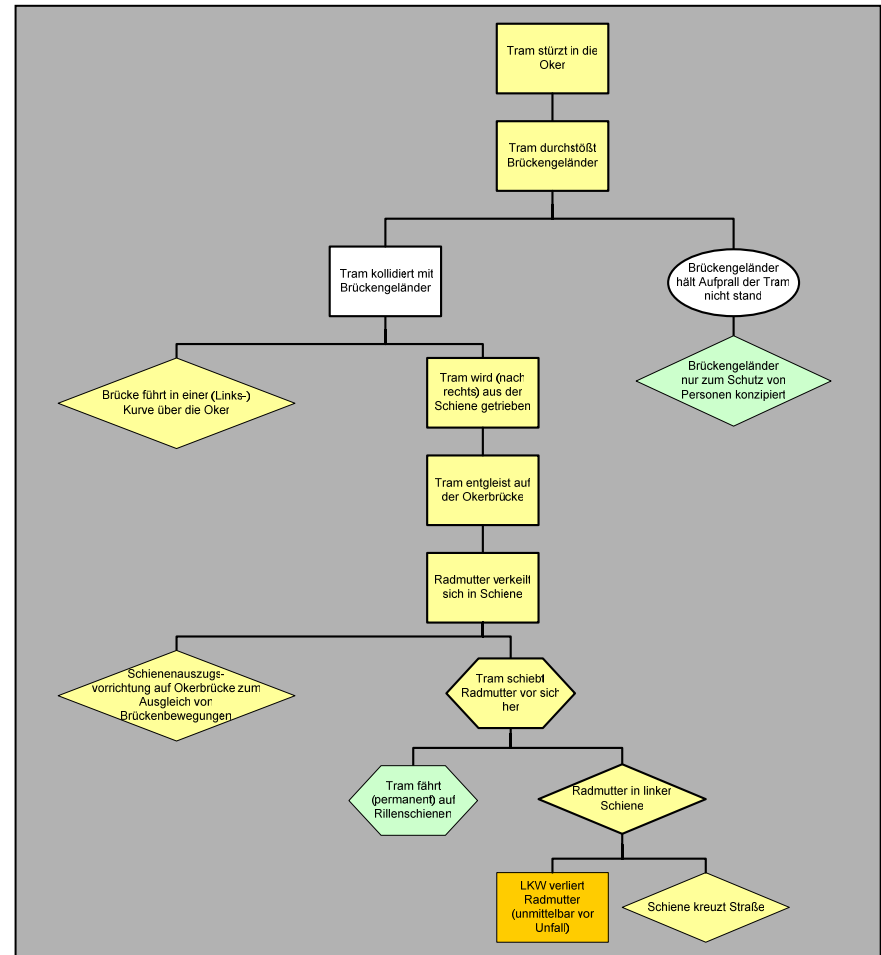 Tram stürzt in die
Oker
Tram durchstößt
Brückengeländer
Tram kollidiert mit
Brückengeländer
Brückengeländer
hält Aufprall der Tram
nicht stand
Brücke führt in einer (Links-)
Kurve über die Oker
Tram wird (nach
rechts) aus der
Schiene getrieben
Brückengeländer
nur zum Schutz von
Personen konzipiert
Tram entgleist auf
der Okerbrücke
Radmutter verkeilt
sich in Schiene
Schienenauszugs-
vorrichtung auf Okerbrücke zum
Ausgleich von
Brückenbewegungen
Tram schiebt
Radmutter vor sich
her
Tram fährt
(permanent) auf
Rillenschienen
Radmutter in linker
Schiene
LKW verliert
Radmutter
(unmittelbar vor
Unfall)
Schiene kreuzt Straße